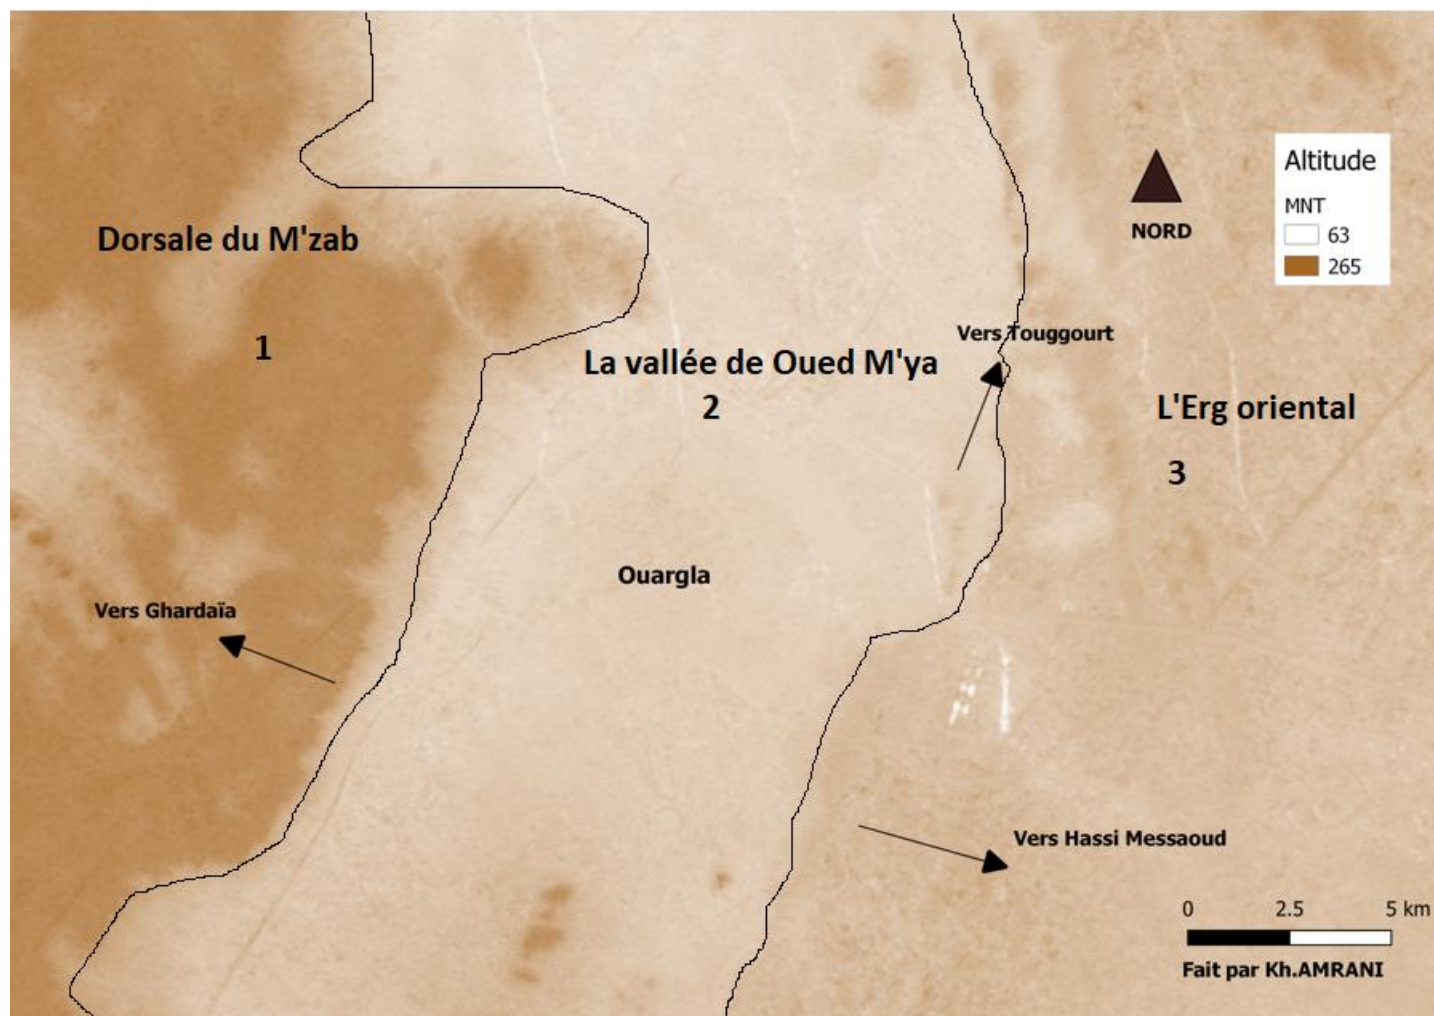 Altitude
MNT
63
265
NORD
Dorsale du M'zab
1
Vers Touggourt
La vallée de Oued M'ya
2
L'Erg oriental
3
Ouargla
Vers Ghardaïa
Vers Hassi Messaoud
0 2.5 5 km
Fait par Kh.AMRANI